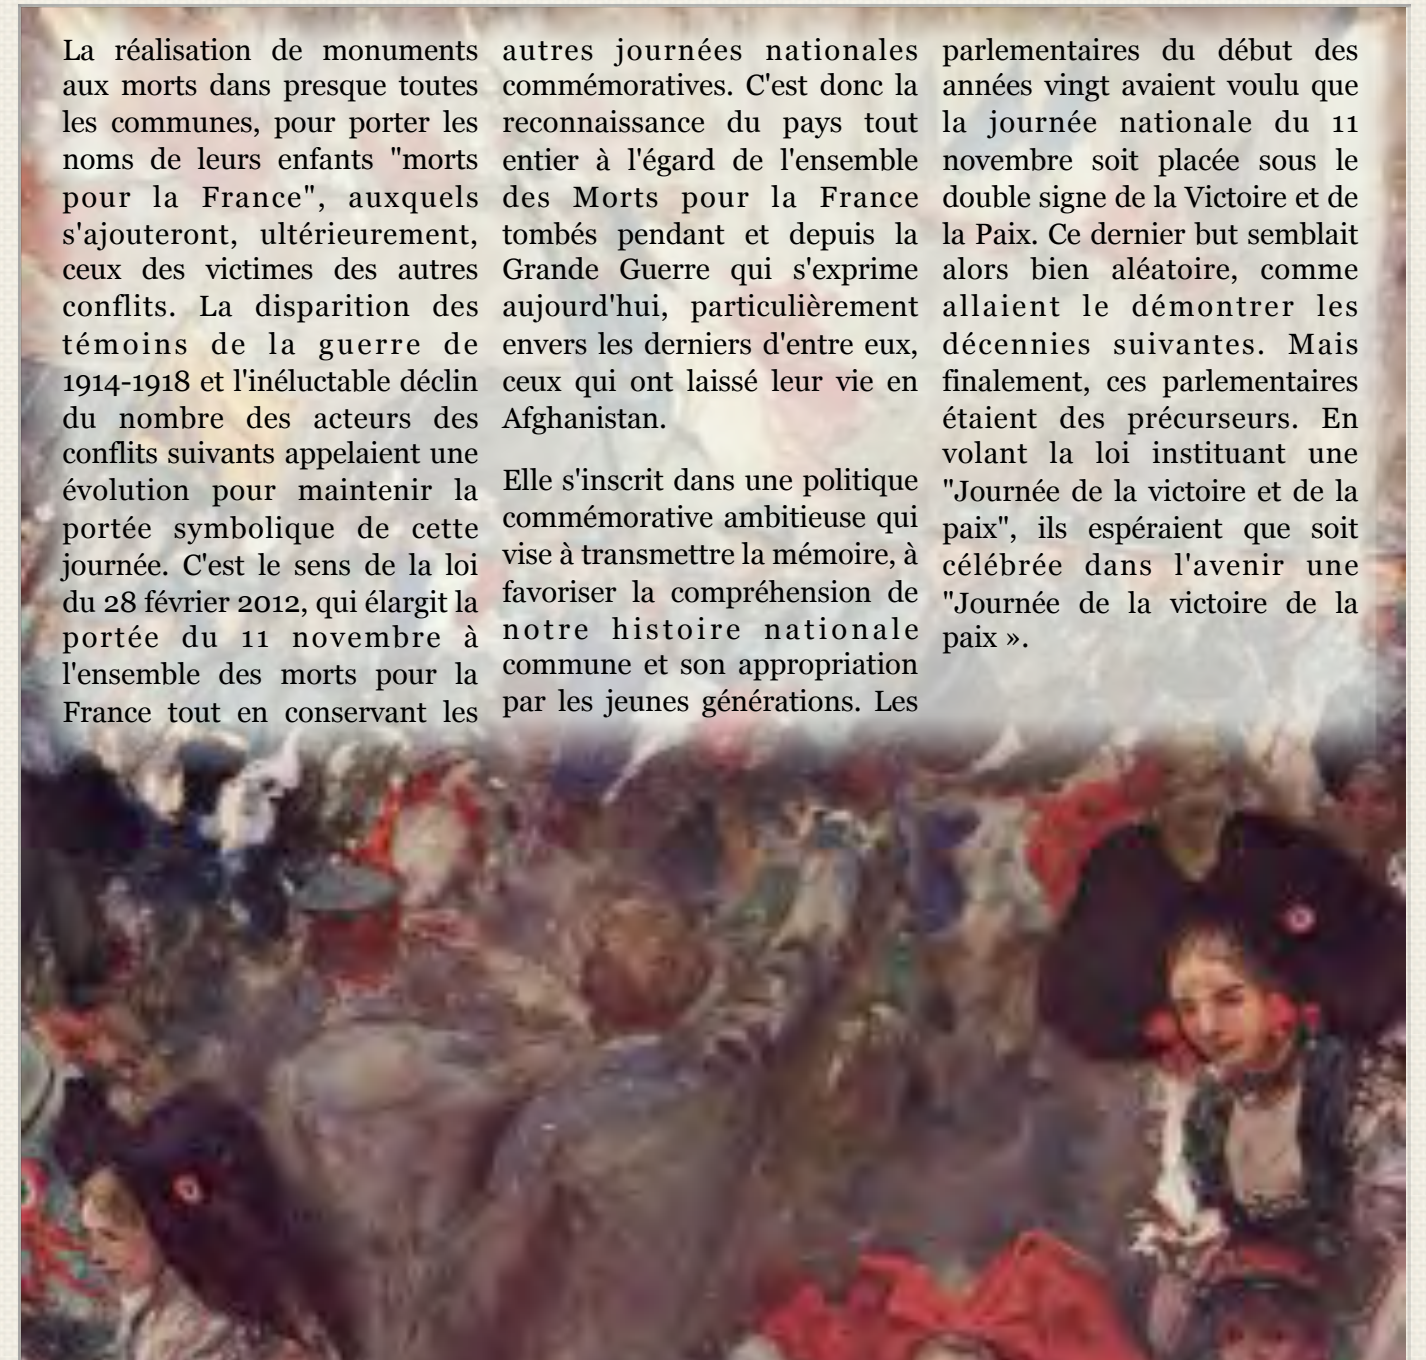 La réalisation de monuments
aux morts dans presque toutes
les communes, pour porter les
noms de leurs enfants "morts
pour la France", auxquels
s'ajouteront, ultérieurement,
ceux des victimes des autres
conflits. La disparition des
témoins de la guerre de
1914-1918 et l'inéluctable déclin
du nombre des acteurs des
conflits suivants appelaient une
évolution pour maintenir la
portée symbolique de cette
journée. C'est le sens de la loi
du 28 février 2012, qui élargit la
portée du 11 novembre à
l'ensemble des morts pour la
France tout en conservant les
autres journées nationales
commémoratives. C'est donc la
reconnaissance du pays tout
entier à l'égard de l'ensemble
des Morts pour la France
tombés pendant et depuis la
Grande Guerre qui s'exprime
aujourd'hui, particulièrement
envers les derniers d'entre eux,
ceux qui ont laissé leur vie en
Afghanistan.
Elle s'inscrit dans une politique
commémorative ambitieuse qui
vise à transmettre la mémoire, à
favoriser la compréhension de
notre histoire nationale
commune et son appropriation
par les jeunes générations. Les
parlementaires du début des
années vingt avaient voulu que
la journée nationale du 11
novembre soit placée sous le
double signe de la Victoire et de
la Paix. Ce dernier but semblait
alors bien aléatoire, comme
allaient le démontrer les
décennies suivantes. Mais
finalement, ces parlementaires
étaient des précurseurs. En
volant la loi instituant une
"Journée de la victoire et de la
paix", ils espéraient que soit
célébrée dans l'avenir une
"Journée de la victoire de la
paix ».